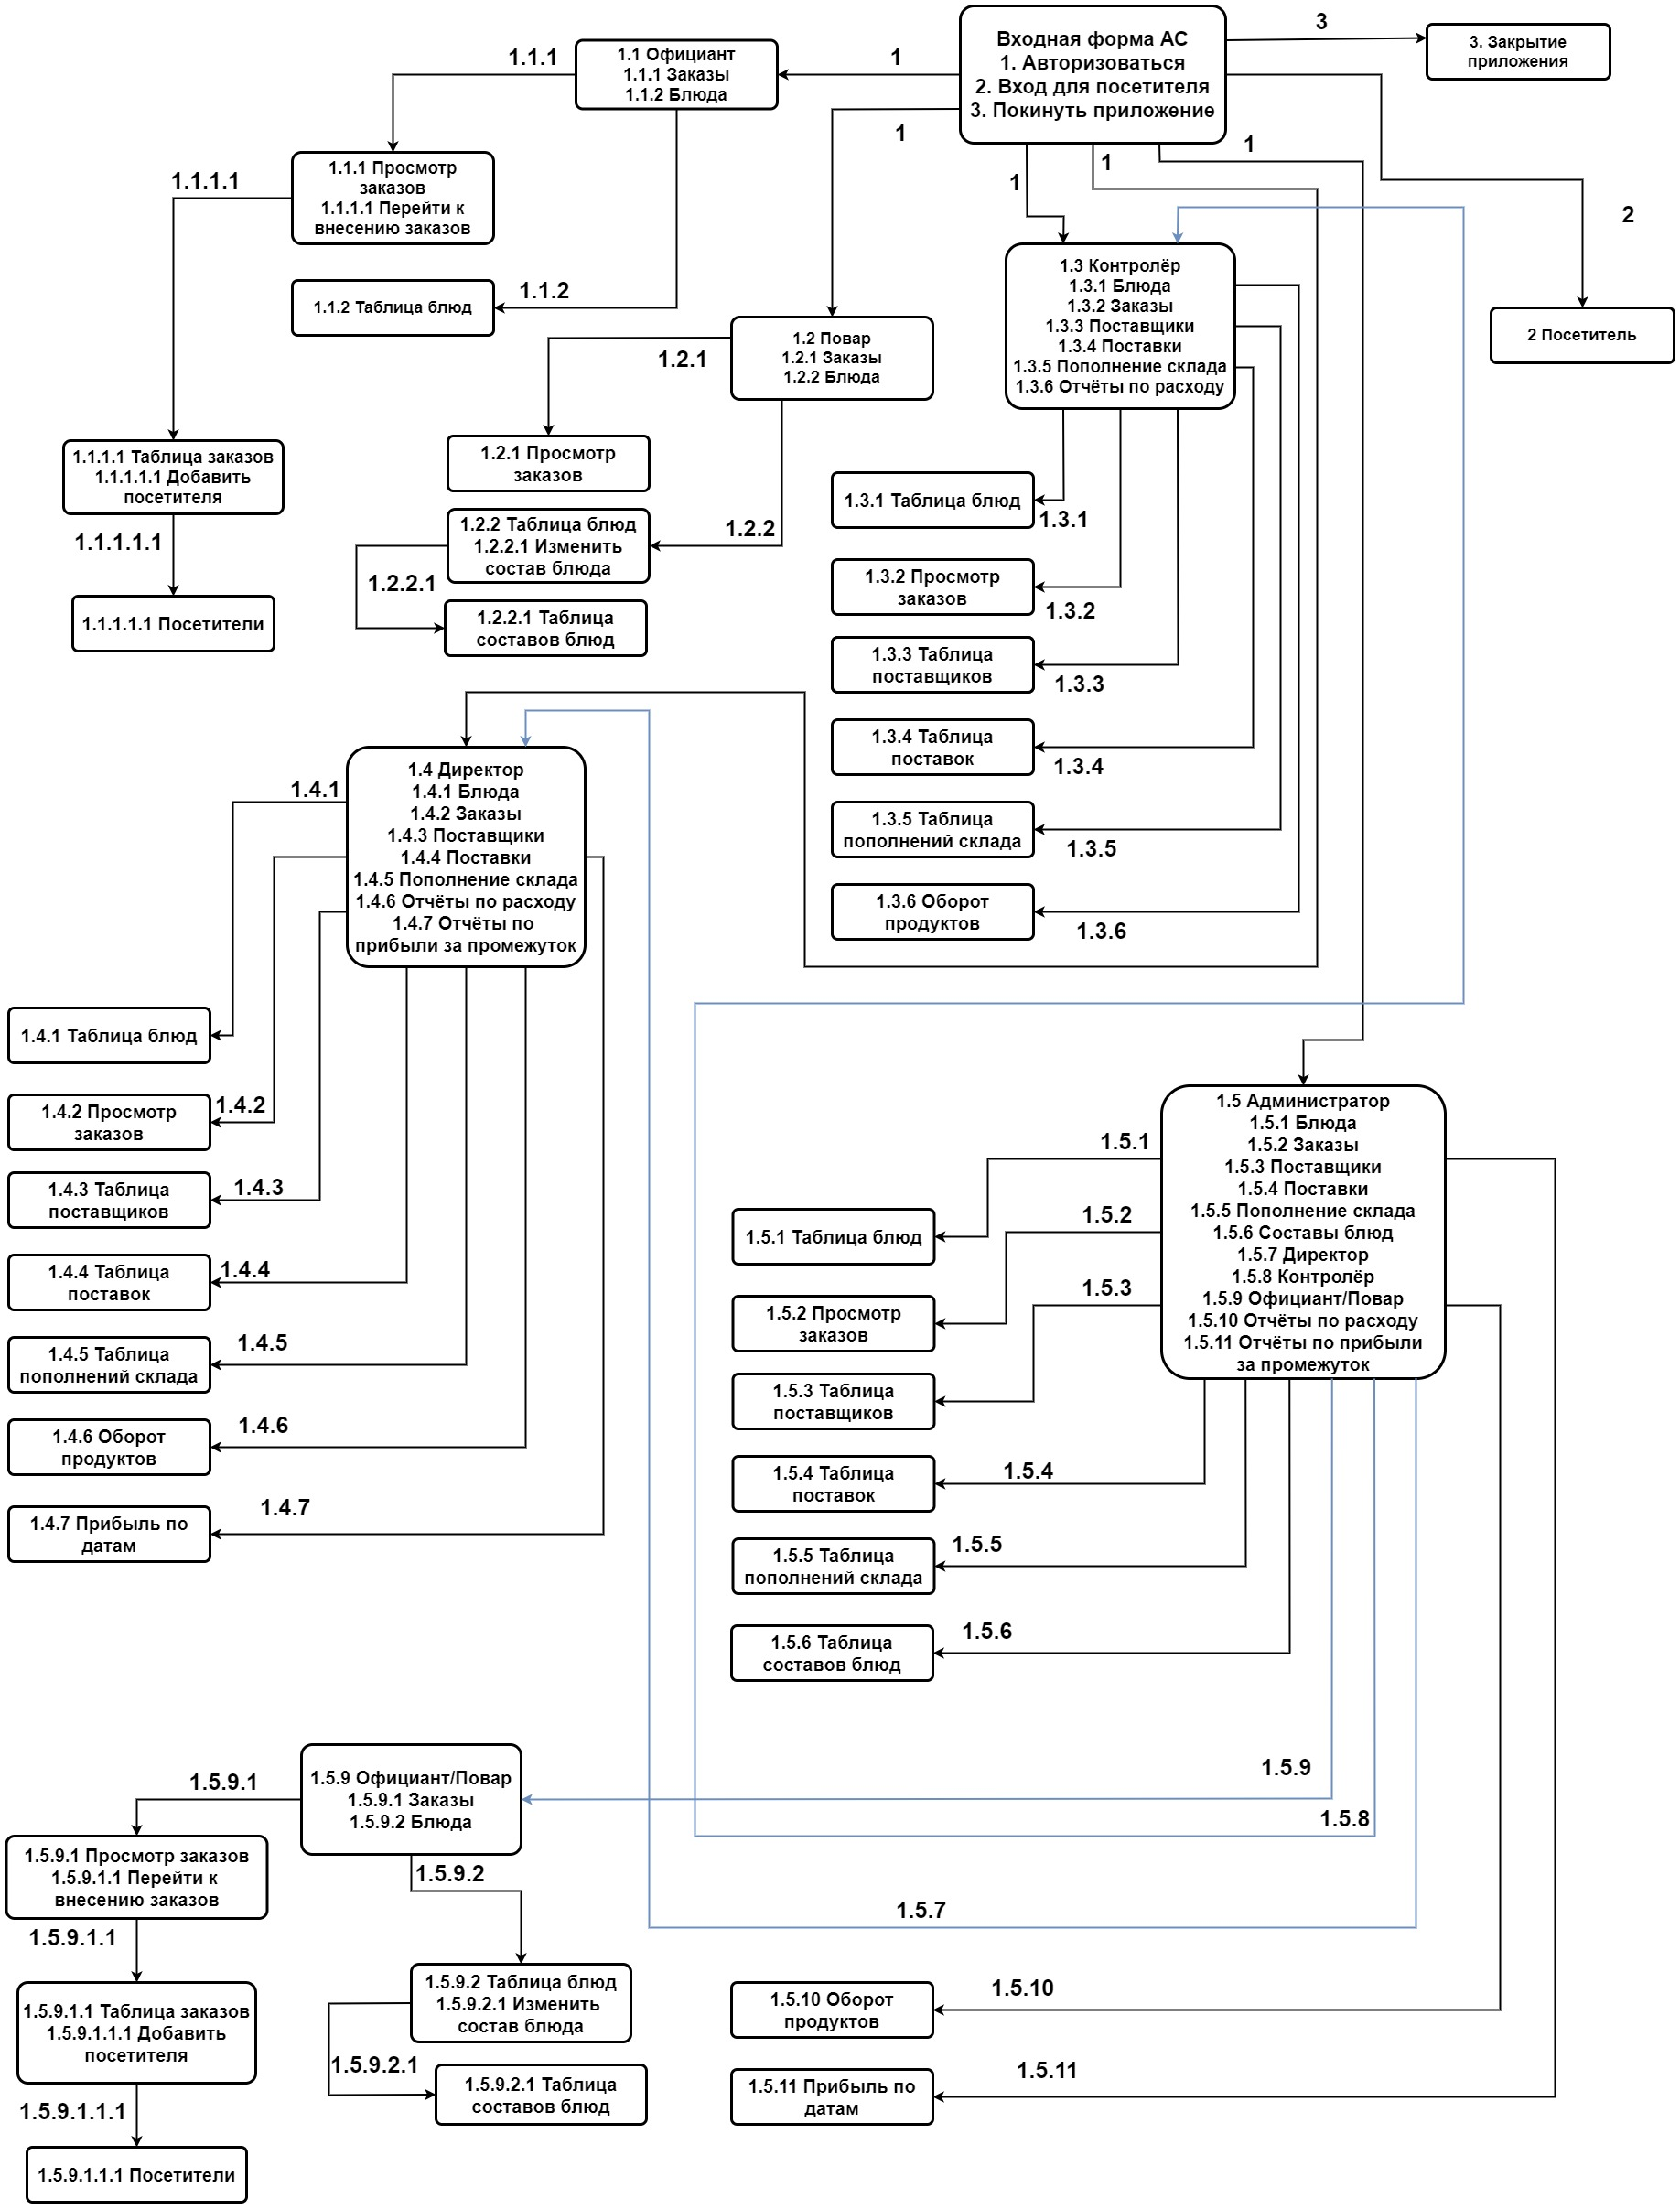 Входная форма АС
1. Авторизоваться
2. Вход для посетителя
3. Покинуть приложение
3
3. Закрытие
приложения
1
1
1
1
1
2
2 Посетитель
1.1 Официант
1.1.1 Заказы
1.1.2 Блюда
1.1.1
1.1.1 Просмотр
заказов
1.1.1.1 Перейти к
внесению заказов
1.1.1.1
1.1.2
1.1.2 Таблица блюд
1.1.1.1 Таблица заказов
1.1.1.1.1 Добавить
посетителя
1.1.1.1.1
1.1.1.1.1 Посетители
1.2 Повар
1.2.1 Заказы
1.2.2 Блюда
1.2.1
1.2.1 Просмотр
заказов
1.2.2
1.2.2 Таблица блюд
1.2.2.1 Изменить
состав блюда
1.2.2.1
1.2.2.1 Таблица
составов блюд
1.3 Контролёр
1.3.1 Блюда
1.3.2 Заказы
1.3.3 Поставщики
1.3.4 Поставки
1.3.5 Пополнение склада
1.3.6 Отчёты по расходу
1.3.1 Таблица блюд
1.3.1
1.3.2 Просмотр
заказов
1.3.2
1.3.3 Таблица
поставщиков
1.3.3
1.3.4 Таблица
поставок
1.3.4
1.3.5 Таблица
пополнений склада
1.3.5
1.3.6 Оборот
продуктов
1.3.6
1.4 Директор
1.4.1 Блюда
1.4.2 Заказы
1.4.3 Поставщики
1.4.4 Поставки
1.4.5 Пополнение склада
1.4.6 Отчёты по расходу
1.4.7 Отчёты по
прибыли за промежуток
1.4.1
1.4.1 Таблица блюд
1.4.2
1.4.2 Просмотр
заказов
1.4.3
1.4.3 Таблица
поставщиков
1.4.4
1.4.4 Таблица
поставок
1.4.5
1.4.5 Таблица
пополнений склада
1.4.6
1.4.6 Оборот
продуктов
1.4.7
1.4.7 Прибыль по
датам
1.5 Администратор
1.5.1 Блюда
1.5.2 Заказы
1.5.3 Поставщики
1.5.4 Поставки
1.5.5 Пополнение склада
1.5.6 Составы блюд
1.5.7 Директор
1.5.8 Контролёр
1.5.9 Официант/Повар
1.5.10 Отчёты по расходу
1.5.11 Отчёты по прибыли
за промежуток
1.5.1
1.5.1 Таблица блюд
1.5.2
1.5.2 Просмотр
заказов
1.5.3
1.5.3 Таблица
поставщиков
1.5.4
1.5.4 Таблица
поставок
1.5.5
1.5.5 Таблица
пополнений склада
1.5.6
1.5.6 Таблица
составов блюд
1.5.9
1.5.8
1.5.7
1.5.9 Официант/Повар
1.5.9.1 Заказы
1.5.9.2 Блюда
1.5.9.1
1.5.9.1 Просмотр заказов
1.5.9.1.1 Перейти к
внесению заказов
1.5.9.1.1
1.5.9.1.1 Таблица заказов
1.5.9.1.1.1 Добавить
посетителя
1.5.9.1.1.1
1.5.9.1.1.1 Посетители
1.5.9.2
1.5.9.2 Таблица блюд
1.5.9.2.1 Изменить
состав блюда
1.5.9.2.1
1.5.9.2.1 Таблица
составов блюд
1.5.10
1.5.10 Оборот
продуктов
1.5.11
1.5.11 Прибыль по
датам